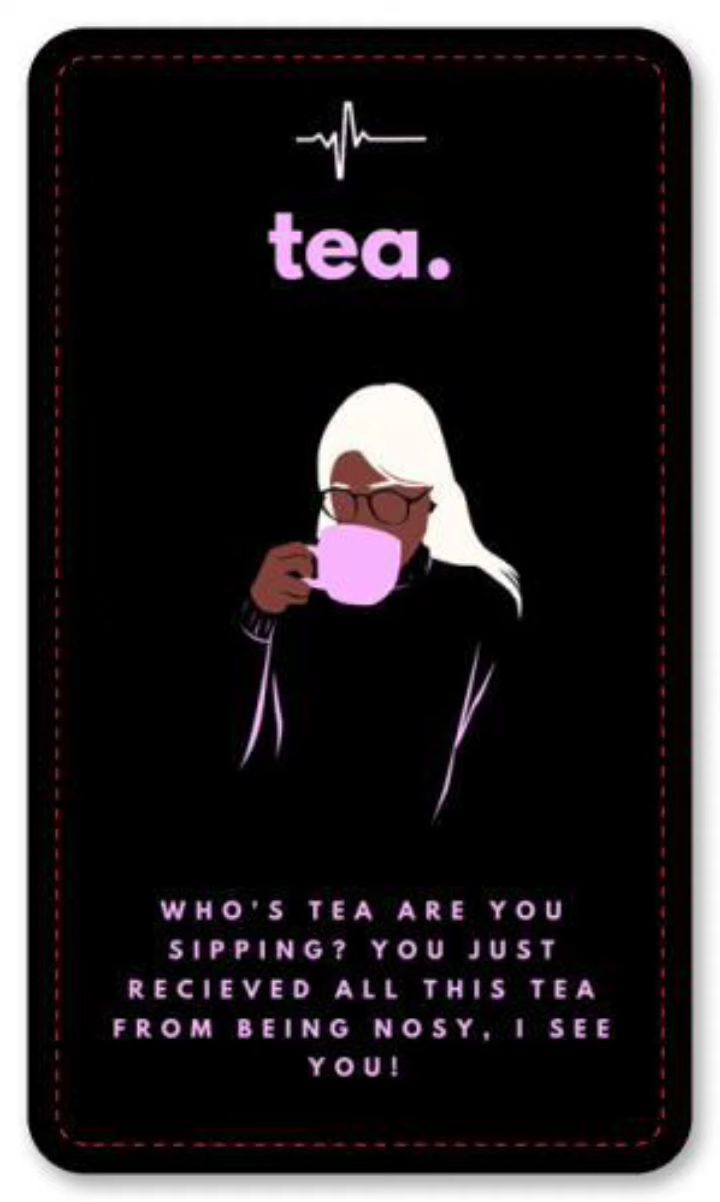 tea.
WHO'S TEA ARE YOU
SIPPING? YOU JUST
RECIEVED ALL THIS TEA
FROM BEING NOSY, I SEE
YOU!